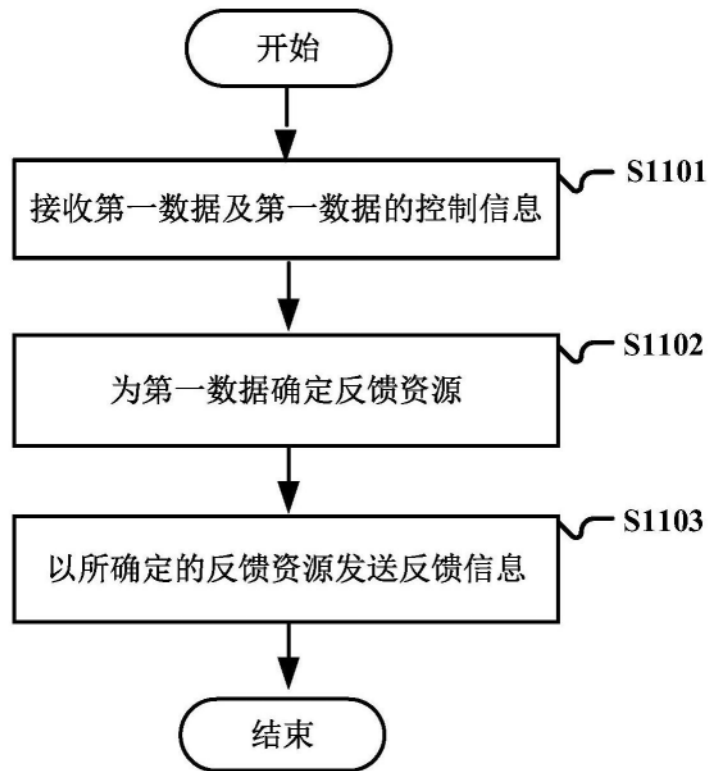 开始
S1101
接收第一数据及第一数据的控制信息
S1102
为第一数据确定反馈资源
S1103
以所确定的反馈资源发送反馈信息
结束